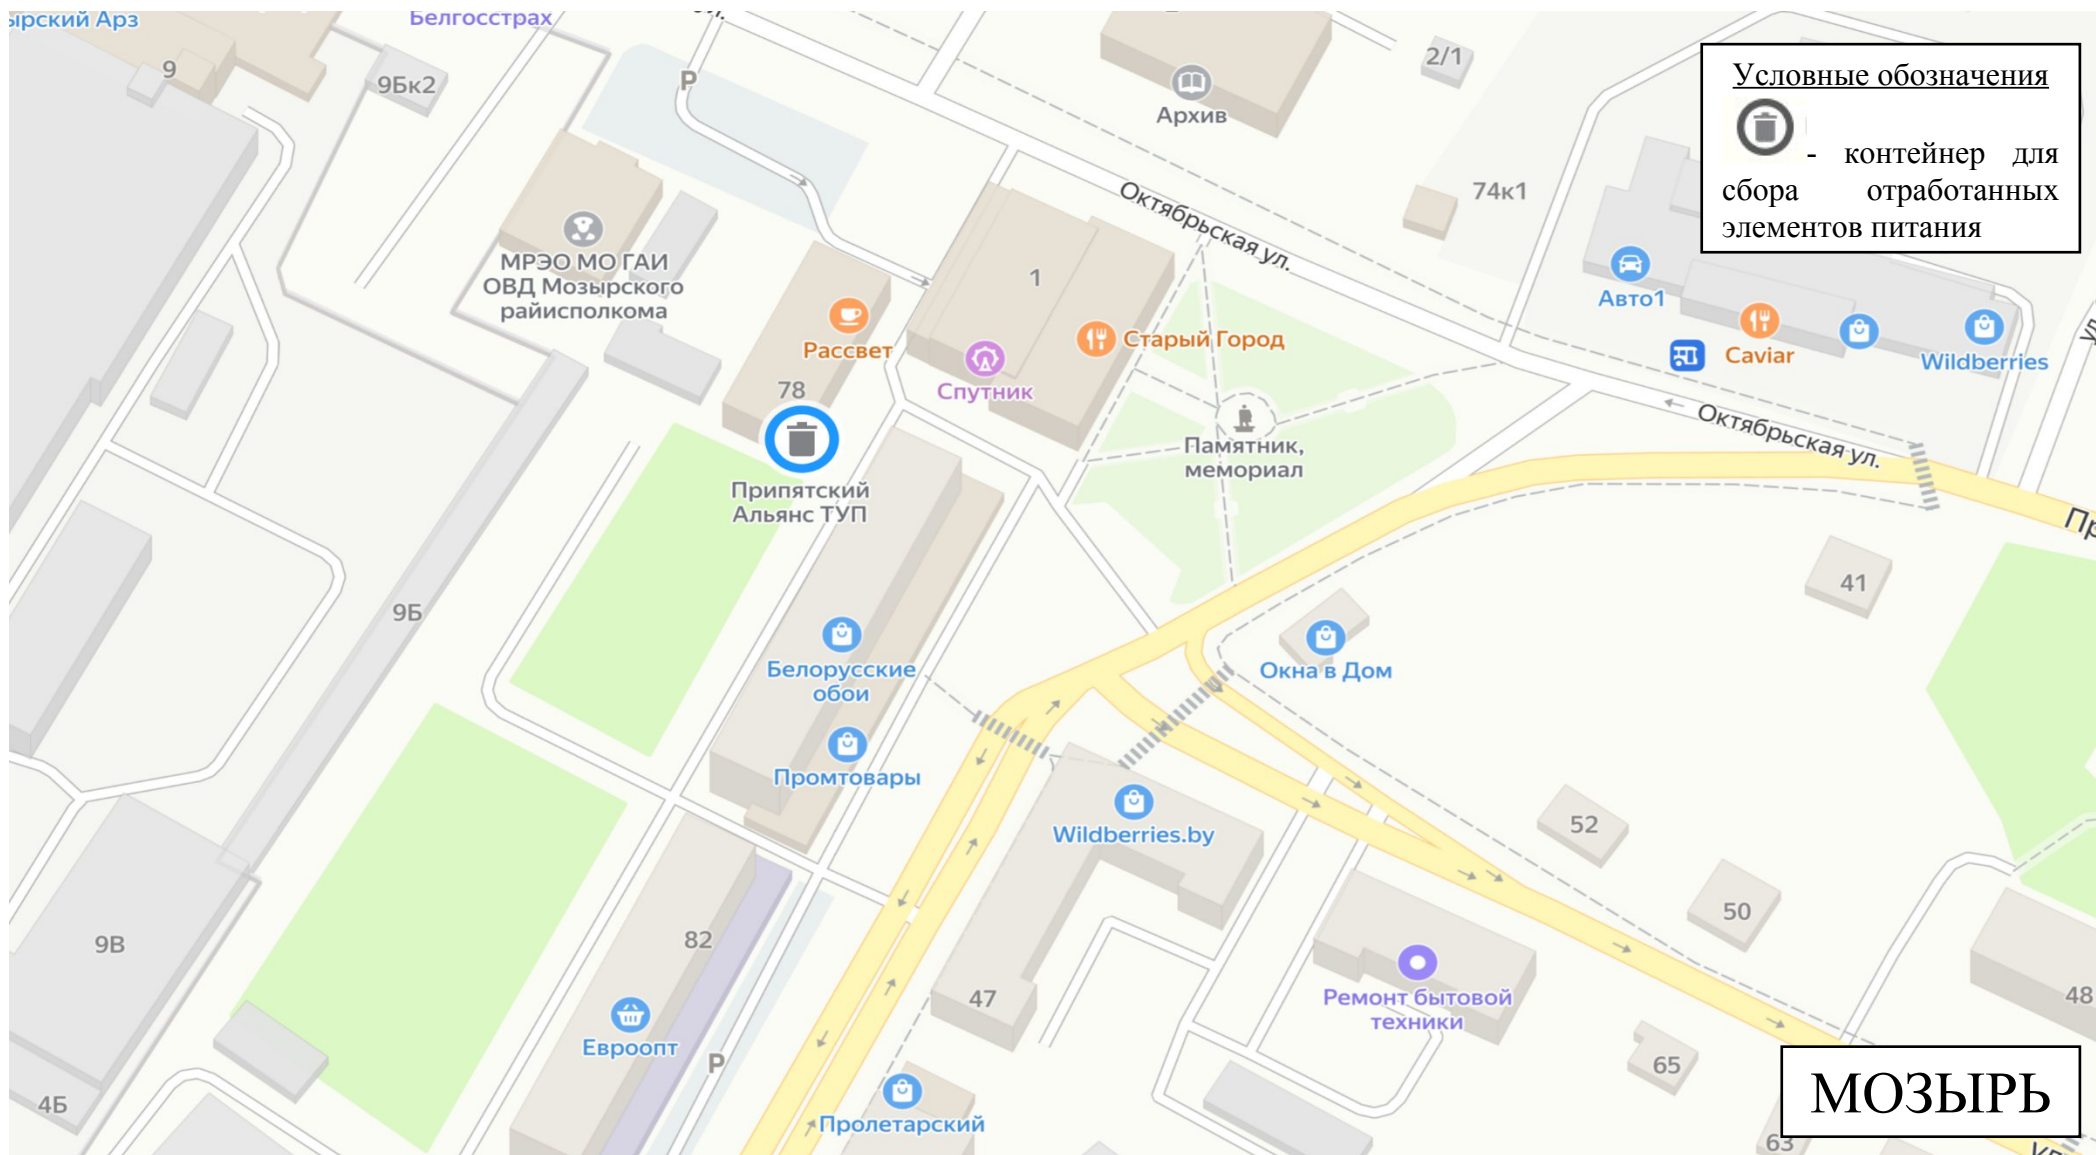 ырский Арз
Белгосстрах
ул.
9
9Бк2
P
Архив
2/1
74к1
Условные обозначения
- контейнер для
сбора отработанных
элементов питания
Октябрьская ул.
МРЭО МО ГАИ
ОВД Мозырского
райисполкома
1
Авто1
Caviar
Wildberries
Рассвет
Старый Город
Спутник
78
Октябрьская ул.
Памятник,
мемориал
Припятский
Альянс ТУП
Пр
41
9Б
Белорусские
обои
Окна в Дом
Промтовары
Wildberries.by
52
50
9В
82
47
48
Ремонт бытовой
техники
Евроопт
P
65
4Б
Пролетарский
63
МОЗЫРЬ